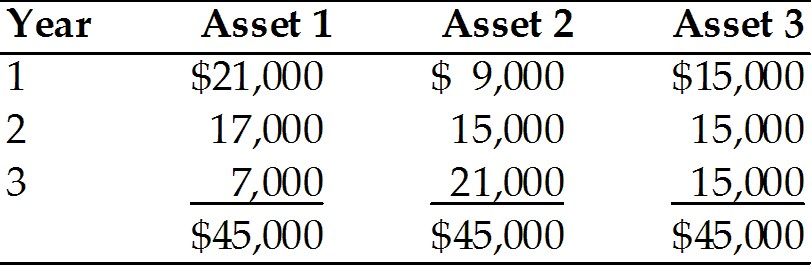 Year Asset 1 Asset 2 Asset 3
1 $21,000 $ 9,000 $15,000
2 17,000 15,000 15,000
3 7,000 21,000 15,000
$45,000 $45,000 $45,000